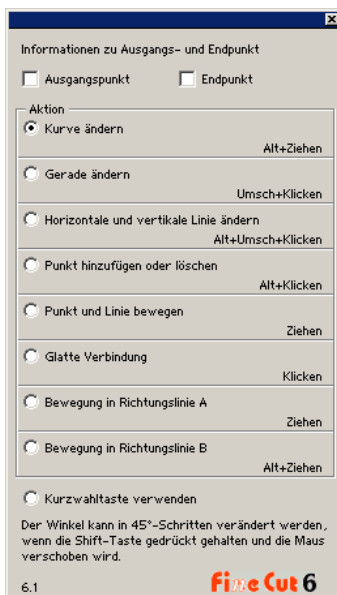 Informationen zu Ausgangs- und Endpunkt
Ausgangspunkt Endpunkt
Aktion
Kurve ändern
Alt+Ziehen
Gerade ändern
Umsch+Klicken
Horizontale und vertikale Linie ändern
Alt+Umsch+Klicken
Punkt hinzufügen oder löschen
Alt+Klicken
Punkt und Linie bewegen
Ziehen
Glatte Verbindung
Klicken
Bewegung in Richtungslinie A
Ziehen
Bewegung in Richtungslinie B
Alt+Ziehen
Kurzwahltaste verwenden
Der Winkel kann in 45°-Schritten verändert werden,
wenn die Shift-Taste gedrückt gehalten und die Maus
verschoben wird.
6.1 Fine Cut 6